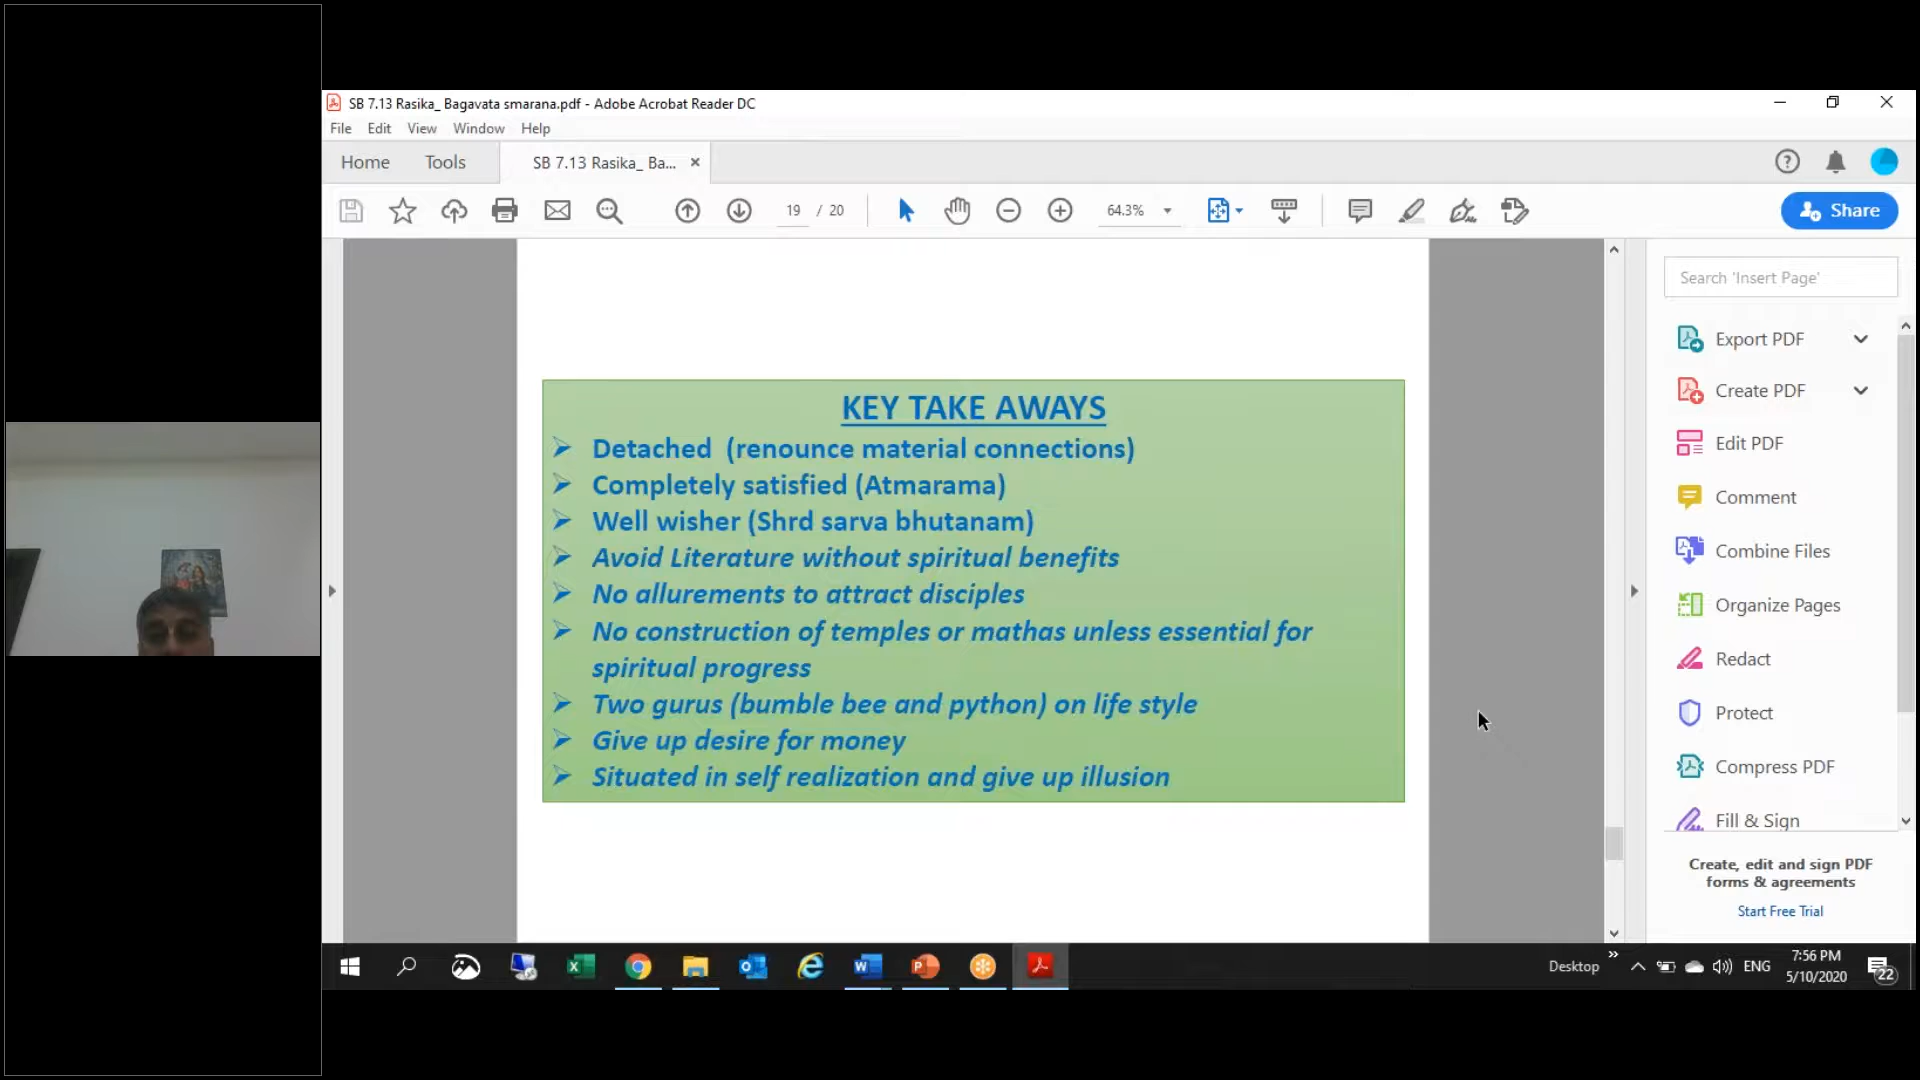 SB 7.13 Rasika_ Bagavata smarana.pdf - Adobe Acrobat Reader DC
File Edit View Window Help
Home Tools SB 7.13 Rasika_ Ba...
19 / 20 64.3% Share
Search 'Insert Page'
Export PDF
Create PDF
Edit PDF
Comment
Combine Files
Organize Pages
Redact
Protect
Compress PDF
Fill & Sign
Create, edit and sign PDF
forms & agreements
Start Free Trial
KEY TAKE AWAYS
Detached (renounce material connections)
Completely satisfied (Atmarama)
Well wisher (Shrd sarva bhutanam)
Avoid Literature without spiritual benefits
No allurements to attract disciples
No construction of temples or mathas unless essential for
spiritual progress
Two gurus (bumble bee and python) on life style
Give up desire for money
Situated in self realization and give up illusion
Desktop ENG 7:56 PM
5/10/2020 22